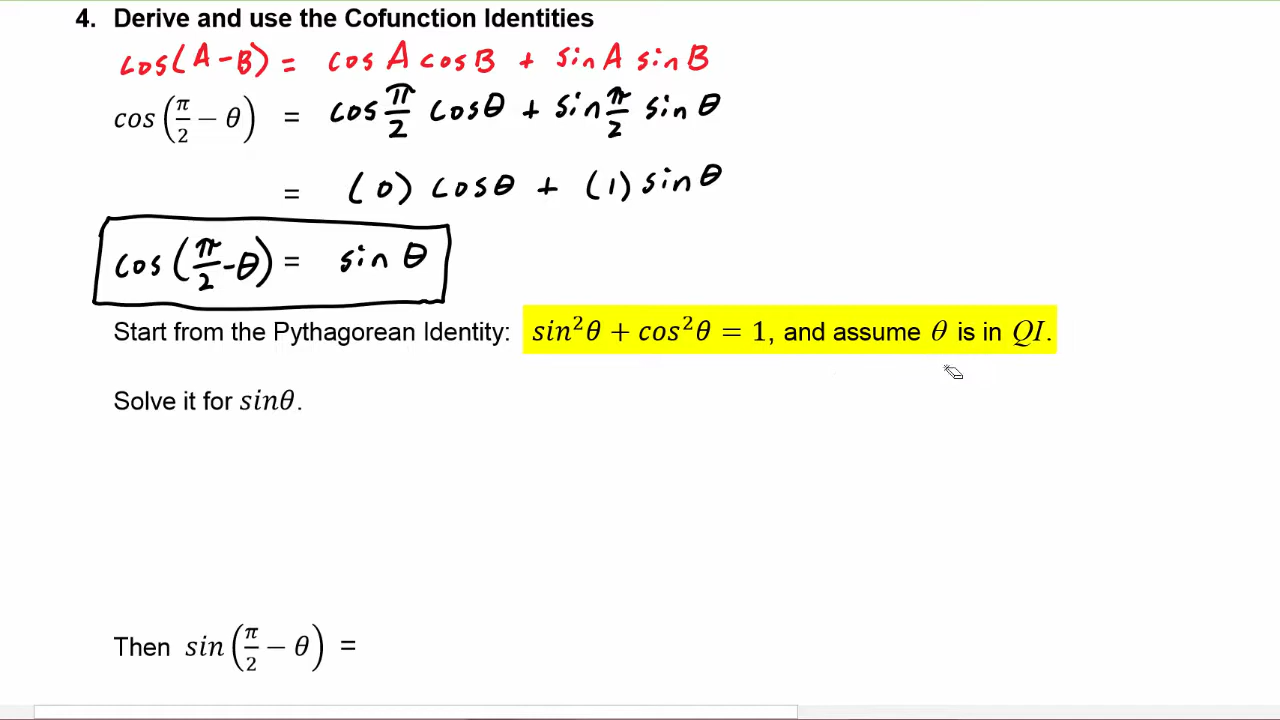 4. Derive and use the Cofunction Identities
cos(A-B) = cos A cos B + sin A sin B
cos(π/2 − θ) = cos π/2 cos θ + sin π/2 sin θ
= (0) cos θ + (1) sin θ
cos(π/2 - θ) = sin θ
Start from the Pythagorean Identity: sin²θ + cos²θ = 1, and assume θ is in QI.
Solve it for sinθ.
Then sin(π/2 − θ) =